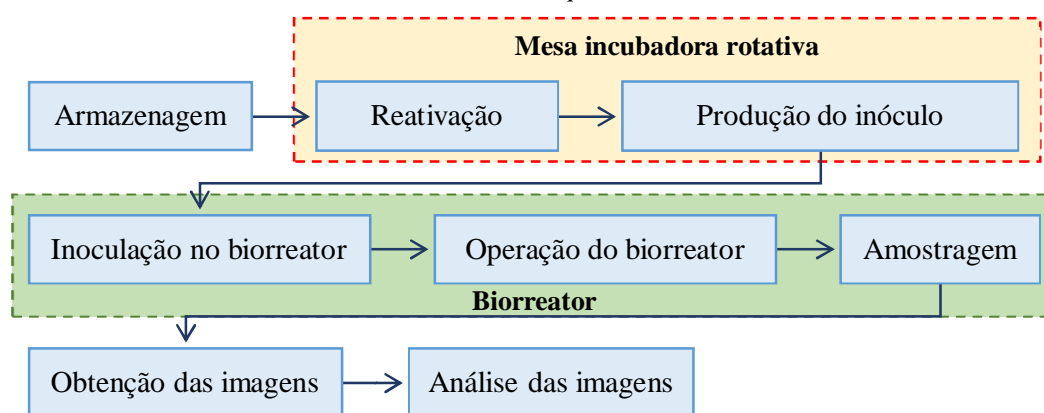 Mesa incubadora rotativa
Armazenagem
Reativação
Produção do inóculo
Inoculação no biorreator
Operação do biorreator
Amostragem
Biorreator
Obtenção das imagens
Análise das imagens